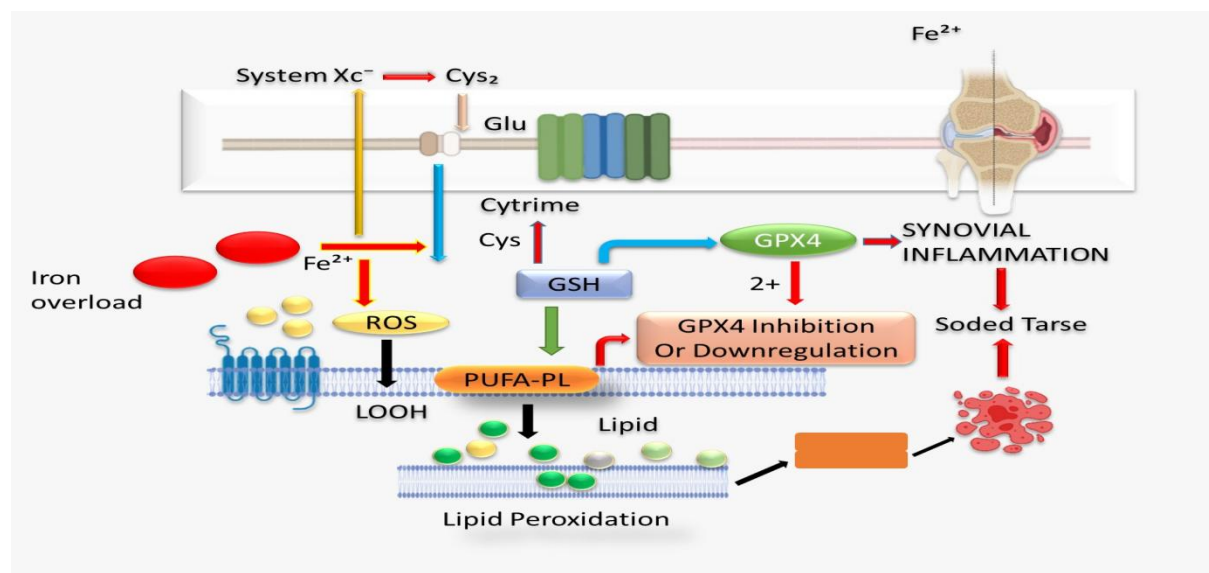 Fe²⁺
System Xc⁻
Cys₂
Glu
Cytrime
Cys
GPX4
SYNOVIAL
INFLAMMATION
Iron
overload
Fe²⁺
GSH
2+
ROS
GPX4 Inhibition
Or Downregulation
Soded Tarse
PUFA-PL
LOOH
Lipid
Lipid Peroxidation